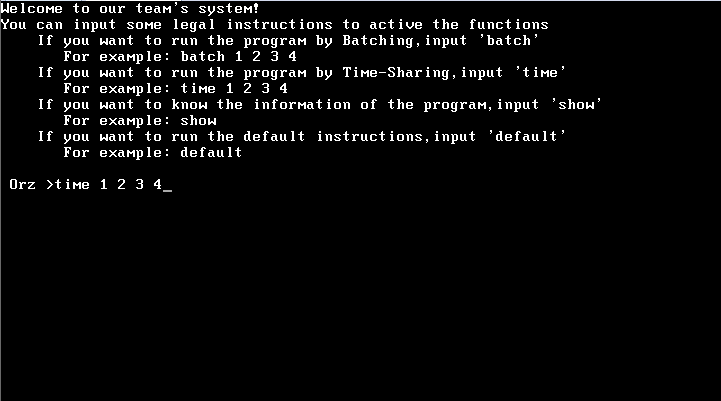 Welcome to our team's system!
You can input some legal instructions to active the functions
If you want to run the program by Batching,input 'batch'
For example: batch 1 2 3 4
If you want to run the program by Time-Sharing,input 'time'
For example: time 1 2 3 4
If you want to know the information of the program,input 'show'
For example: show
If you want to run the default instructions,input 'default'
For example: default
Orz >time 1 2 3 4_